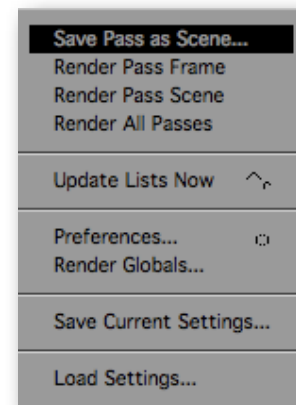 Save Pass as Scene...
Render Pass Frame
Render Pass Scene
Render All Passes
Update Lists Now
Preferences...
Render Globals...
Save Current Settings...
Load Settings...